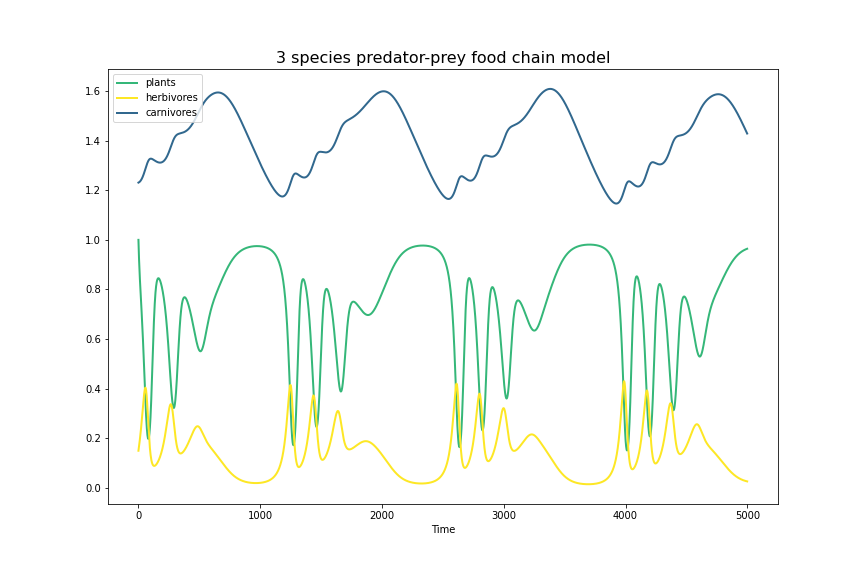 3 species predator-prey food chain model
plants
herbivores
carnivores
1.6
1.4
1.2
1.0
0.8
0.6
0.4
0.2
0.0
0 1000 2000 3000 4000 5000
Time